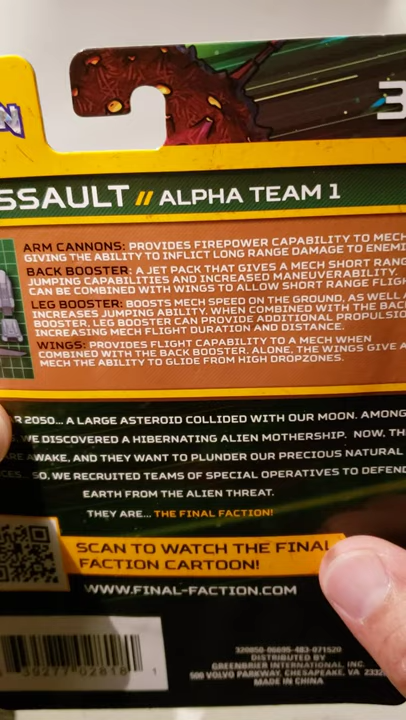 N
3
SSAULT // ALPHA TEAM 1
ARM CANNONS: PROVIDES FIREPOWER CAPABILITY TO MECH
GIVING THE ABILITY TO INFLICT LONG RANGE DAMAGE TO ENEMI
BACK BOOSTER: A JET PACK THAT GIVES A MECH SHORT RANG
JUMPING CAPABILITIES AND INCREASED MANEUVERABILITY.
CAN BE COMBINED WITH WINGS TO ALLOW SHORT RANGE FLIGH
LEG BOOSTER: BOOSTS MECH SPEED ON THE GROUND, AS WELL A
INCREASES JUMPING ABILITY. WHEN COMBINED WITH THE BACK
BOOSTER, LEG BOOSTER CAN PROVIDE ADDITIONAL PROPULSIO
INCREASING MECH FLIGHT DURATION AND DISTANCE.
WINGS: PROVIDES FLIGHT CAPABILITY TO A MECH WHEN
COMBINED WITH THE BACK BOOSTER. ALONE, THE WINGS GIVE A
MECH THE ABILITY TO GLIDE FROM HIGH DROPZONES.
R 2050... A LARGE ASTEROID COLLIDED WITH OUR MOON. AMONG
WE DISCOVERED A HIBERNATING ALIEN MOTHERSHIP. NOW, TH
RE AWAKE, AND THEY WANT TO PLUNDER OUR PRECIOUS NATURAL
CES... SO, WE RECRUITED TEAMS OF SPECIAL OPERATIVES TO DEFEND
EARTH FROM THE ALIEN THREAT.
THEY ARE... THE FINAL FACTION!
SCAN TO WATCH THE FINAL
FACTION CARTOON!
WWW.FINAL-FACTION.COM
39277 02818 1
320850-06695-483-071520
DISTRIBUTED BY
GREENBRIER INTERNATIONAL, INC.
500 VOLVO PARKWAY, CHESAPEAKE, VA 2332
MADE IN CHINA